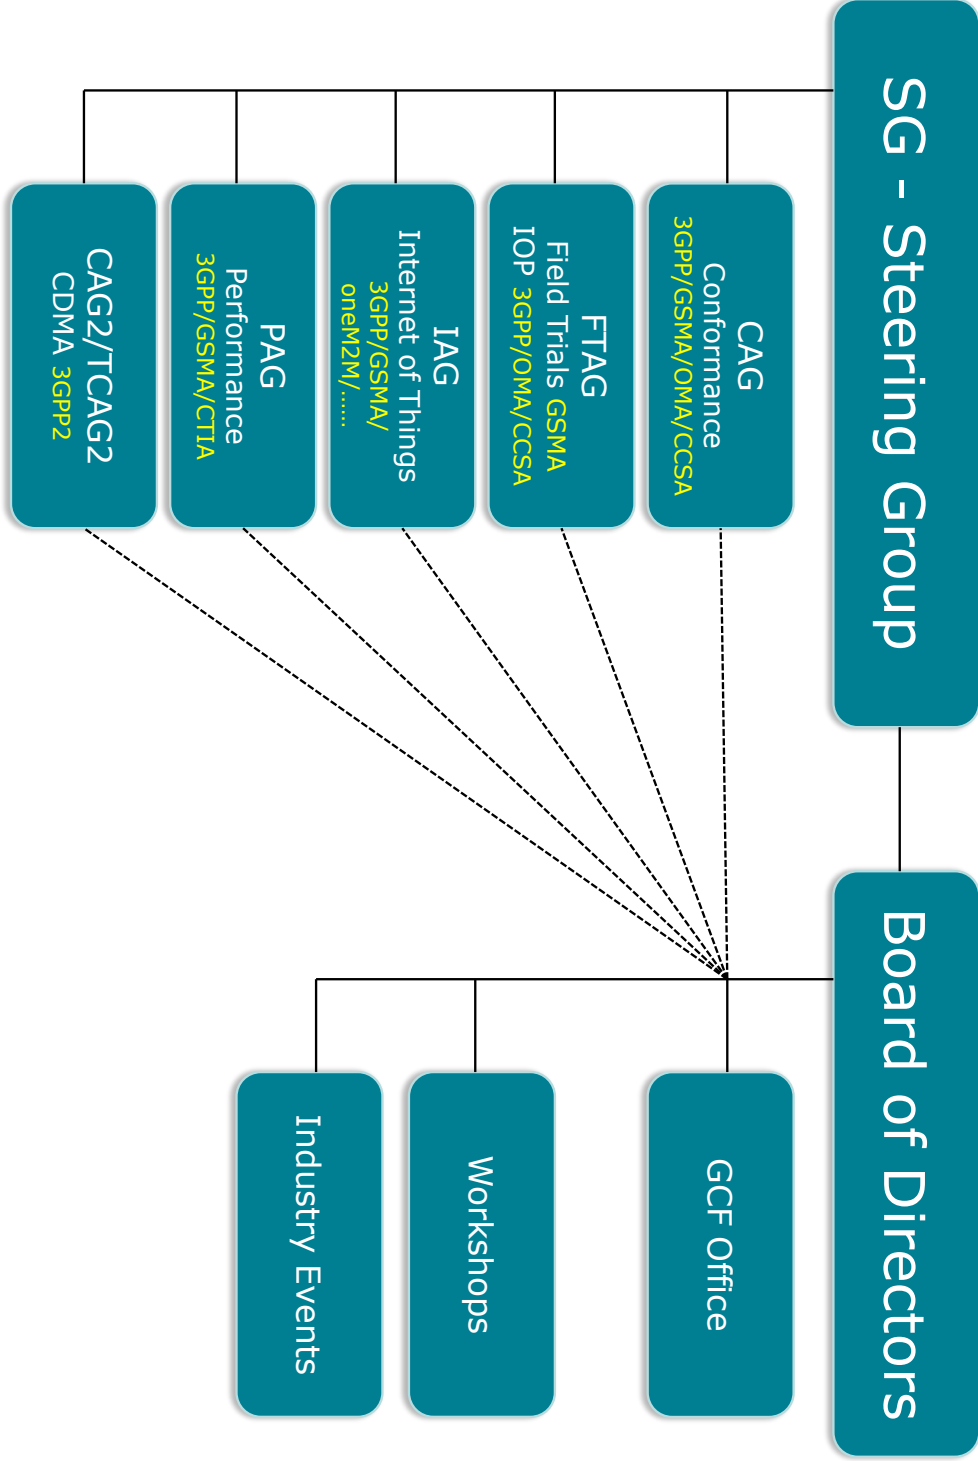 SG - Steering Group
Board of Directors
CAG
Conformance
3GPP/GSMA/OMA/CCSA
FTAG
Field Trials GSMA
IOP 3GPP/OMA/CCSA
IAG
Internet of Things
3GPP/GSMA/
oneM2M/......
PAG
Performance
3GPP/GSMA/CTIA
CAG2/TCAG2
CDMA 3GPP2
GCF Office
Workshops
Industry Events